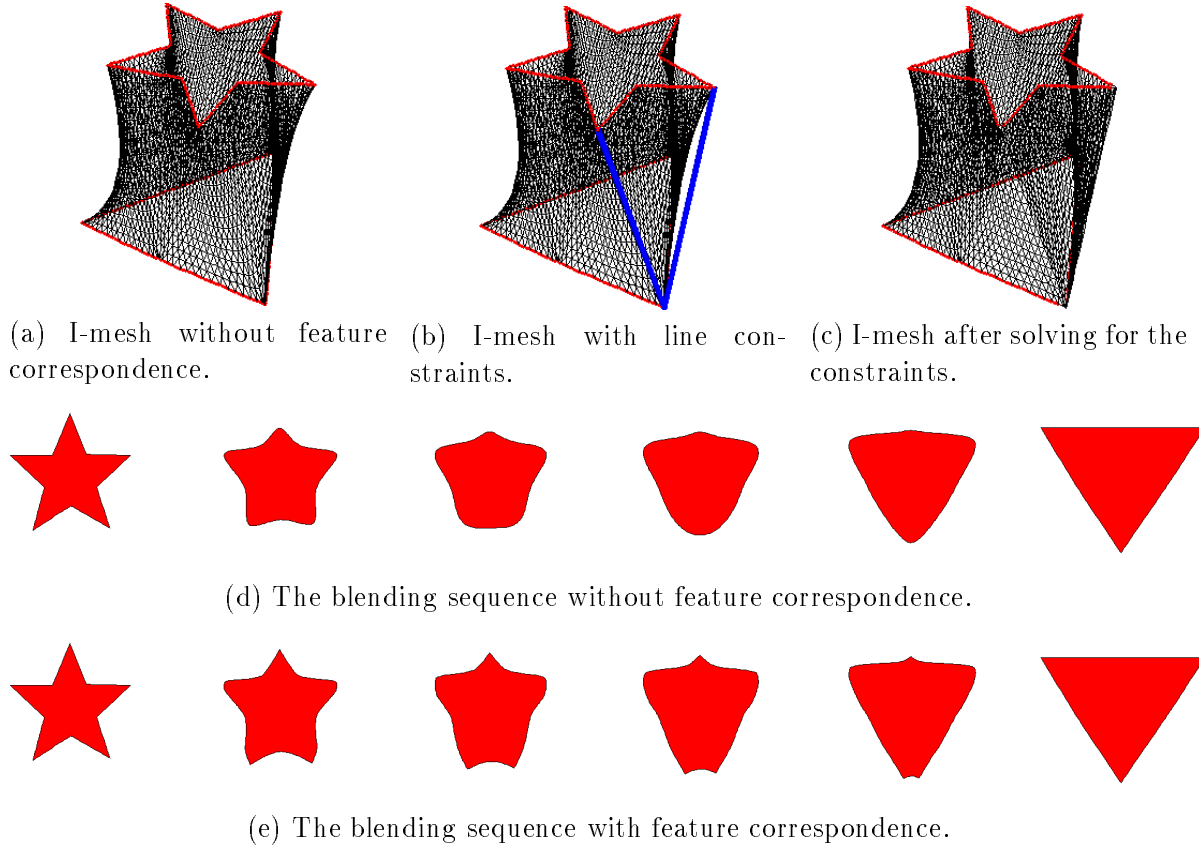 (a) I-mesh without feature
correspondence.
(b) I-mesh with line con-
straints.
(c) I-mesh after solving for the
constraints.
(d) The blending sequence without feature correspondence.
(e) The blending sequence with feature correspondence.